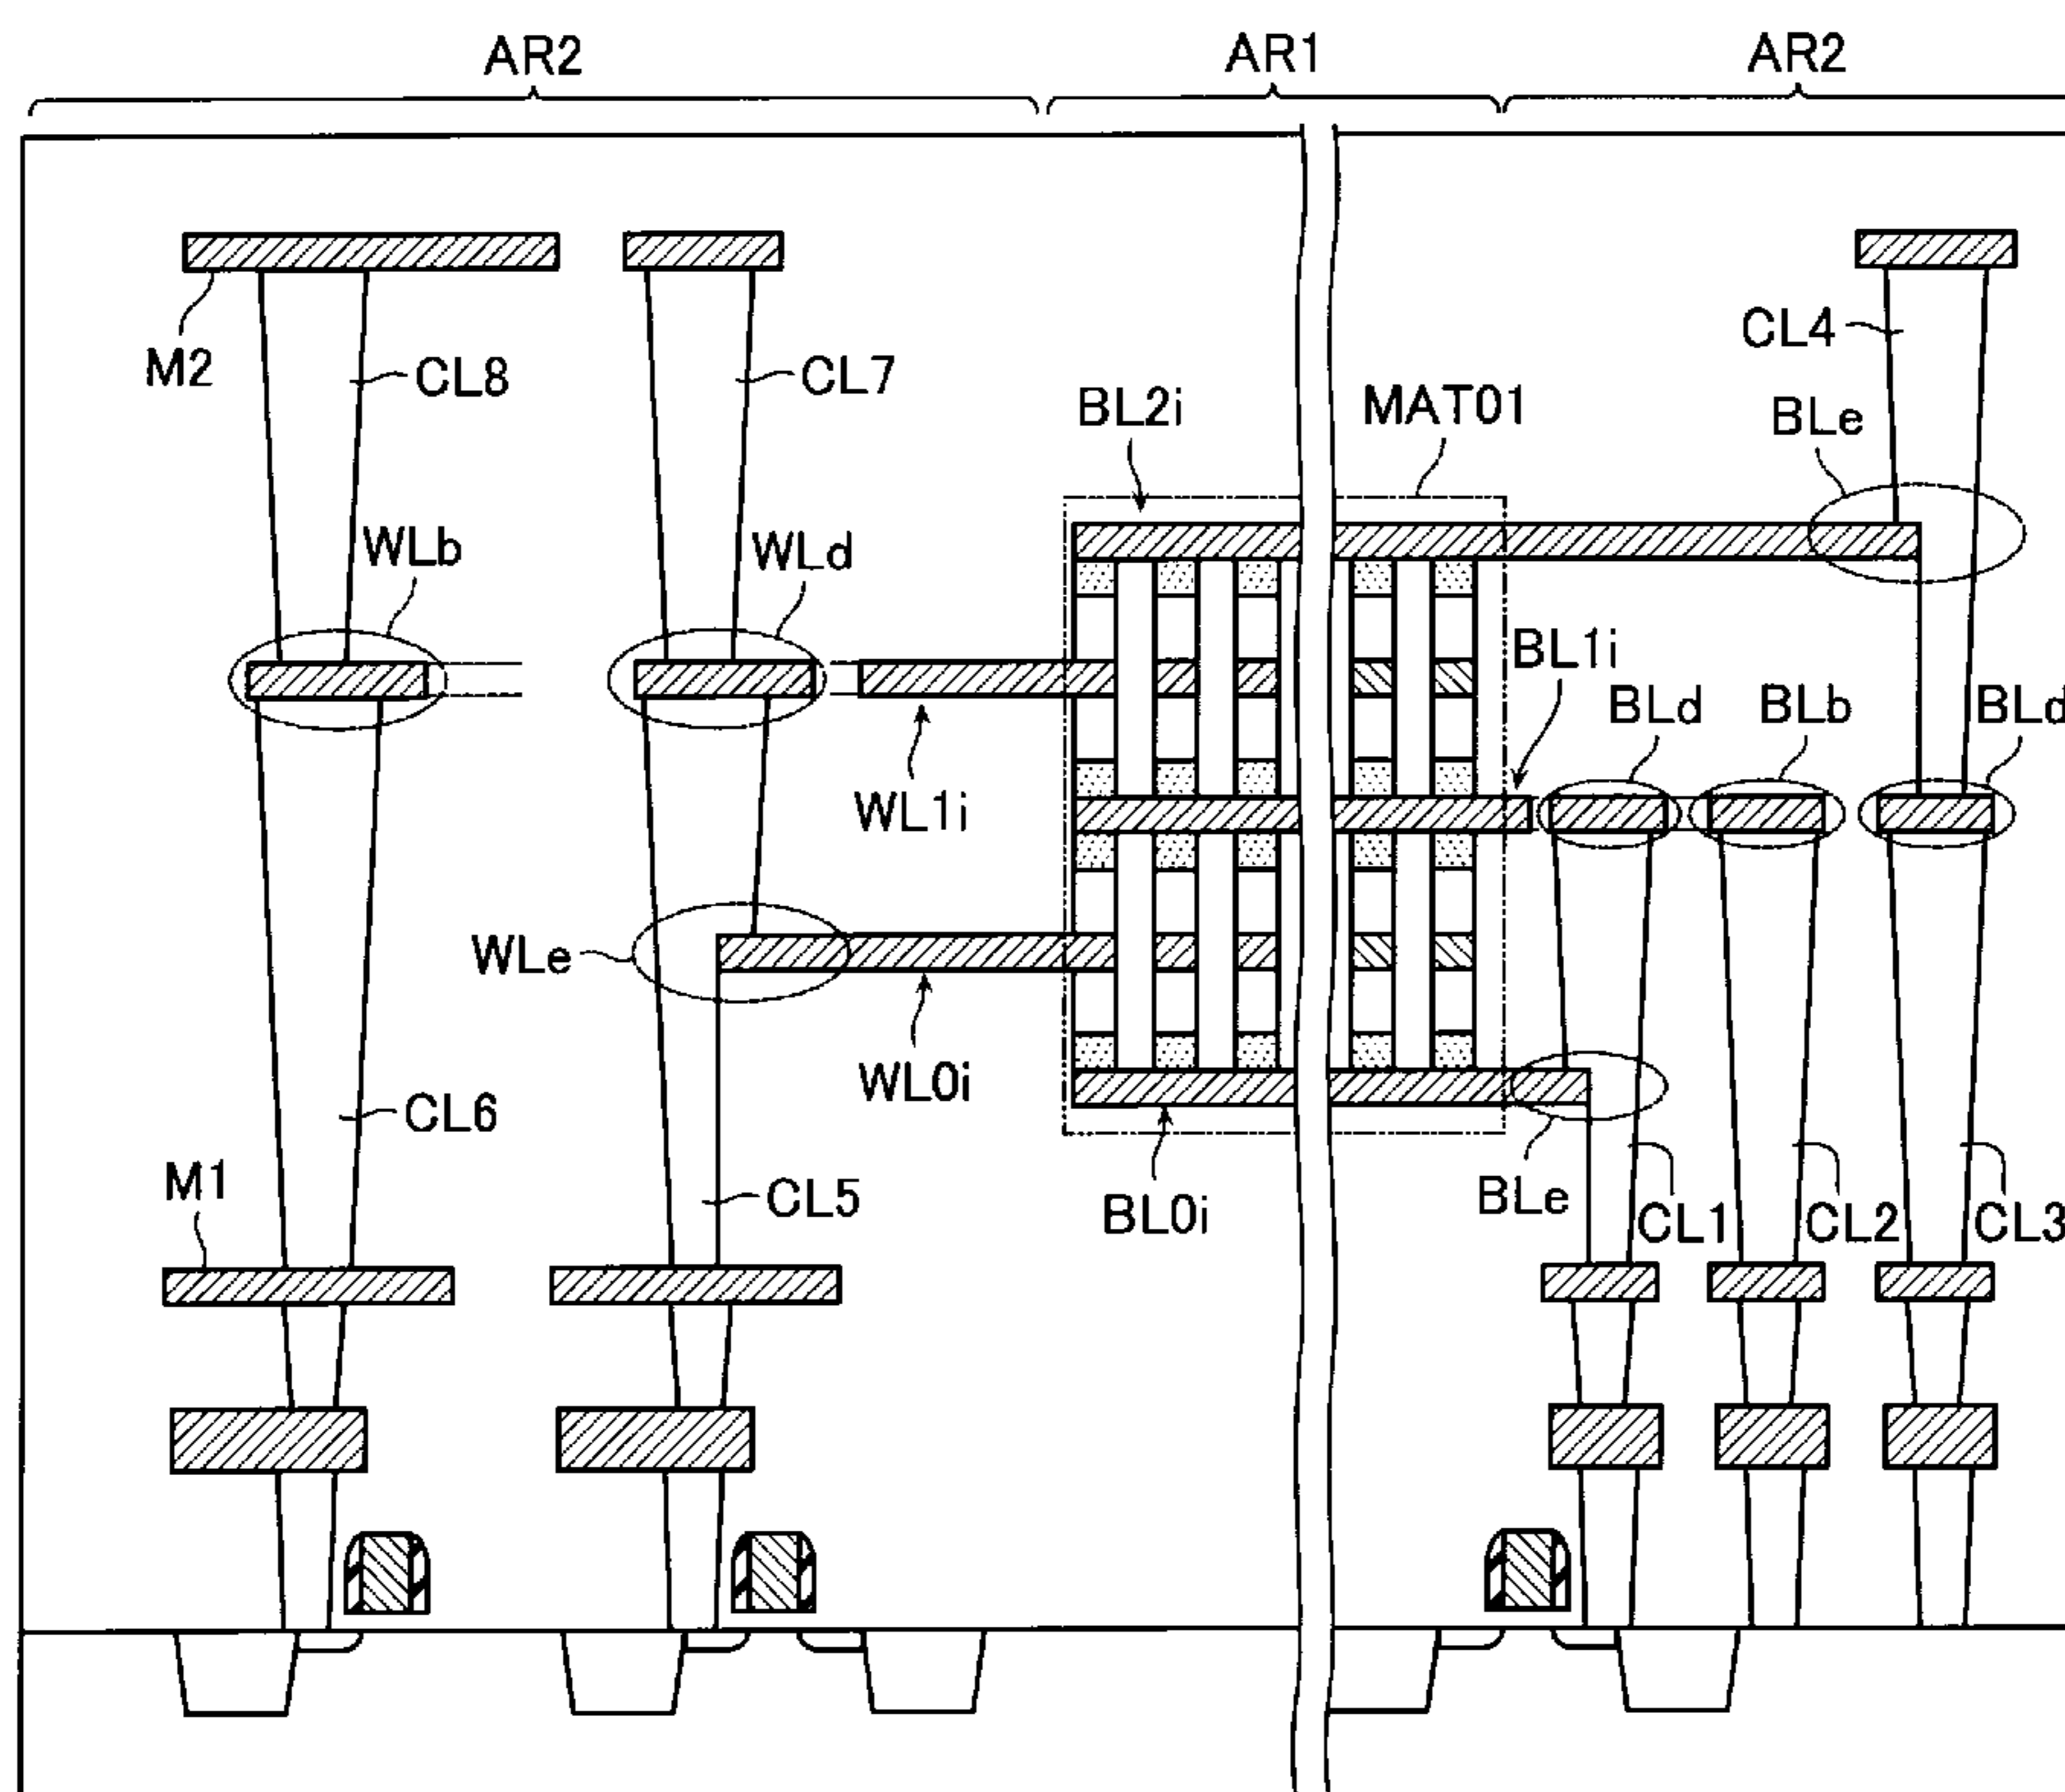 AR2 AR1 AR2
M2 CL8 CL7 BL2i MAT01 CL4
BLe
WLb WLd
BL1i
BLd BLb BLd
WL1i
WLe
WL0i
CL6
M1 CL5 BL0i BLe CL1 CL2 CL3